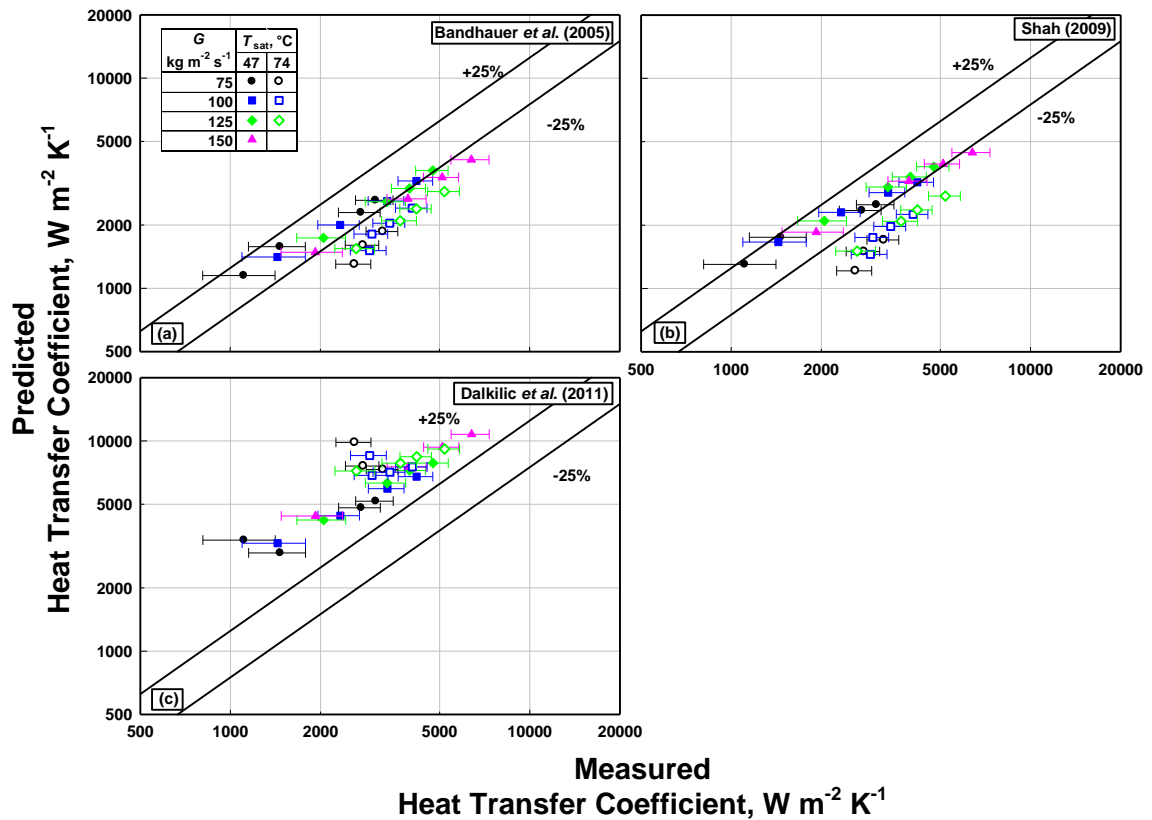 20000
10000
5000
2000
1000
500
G
kg m⁻² s⁻¹
T_sat, °C
47 74
75
100
125
150
Bandhauer et al. (2005)
+25%
-25%
(a)
Shah (2009)
+25%
-25%
(b)
500 1000 2000 5000 10000 20000
20000
10000
5000
2000
1000
500
Dalkilic et al. (2011)
+25%
-25%
(c)
500 1000 2000 5000 10000 20000
Predicted
Heat Transfer Coefficient, W m⁻² K⁻¹
Measured
Heat Transfer Coefficient, W m⁻² K⁻¹